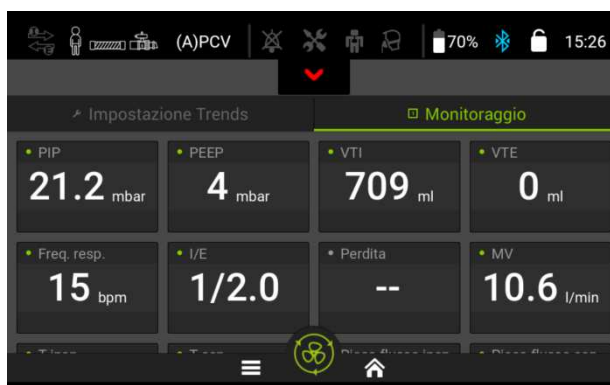 (A)PCV 70% 15:26
Impostazione Trends Monitoraggio
PIP PEEP VTI VTE
21.2 mbar 4 mbar 709 ml 0 ml
Freq. resp. I/E Perdita MV
15 bpm 1/2.0 -- 10.6 l/min